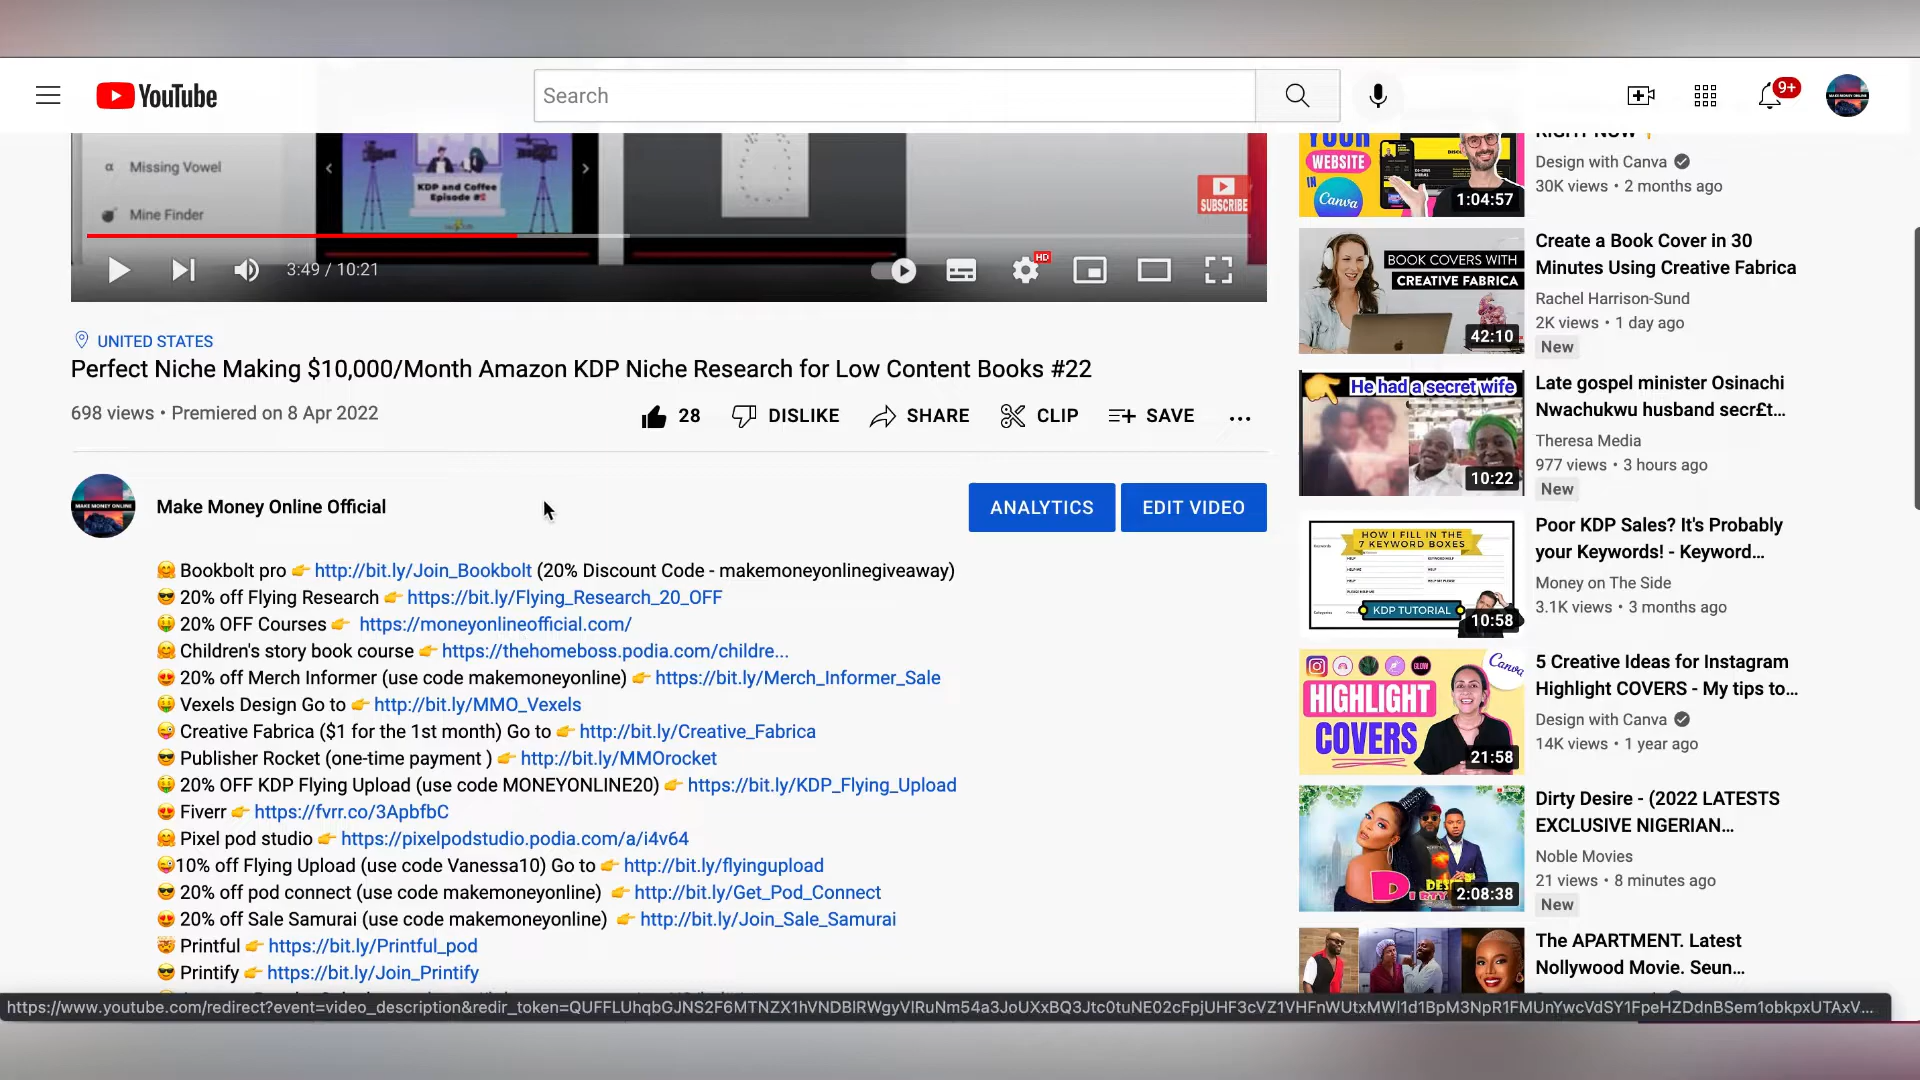 YouTube
Search
9+
Missing Vowel
Mine Finder
KDP and Coffee
Episode #2
SUBSCRIBE
3:49 / 10:21
HD
UNITED STATES
Perfect Niche Making $10,000/Month Amazon KDP Niche Research for Low Content Books #22
698 views • Premiered on 8 Apr 2022
28
DISLIKE
SHARE
CLIP
SAVE
MAKE MONEY ONLINE
Make Money Online Official
ANALYTICS
EDIT VIDEO
🤗 Bookbolt pro 👉 http://bit.ly/Join_Bookbolt (20% Discount Code - makemoneyonlinegiveaway)
😎 20% off Flying Research 👉 https://bit.ly/Flying_Research_20_OFF
🤑 20% OFF Courses 👉 https://moneyonlineofficial.com/
🤗 Children's story book course 👉 https://thehomeboss.podia.com/childre...
😍 20% off Merch Informer (use code makemoneyonline) 👉 https://bit.ly/Merch_Informer_Sale
🤑 Vexels Design Go to 👉 http://bit.ly/MMO_Vexels
😜 Creative Fabrica ($1 for the 1st month) Go to 👉 http://bit.ly/Creative_Fabrica
😎 Publisher Rocket (one-time payment ) 👉 http://bit.ly/MMOrocket
🤑 20% OFF KDP Flying Upload (use code MONEYONLINE20) 👉 https://bit.ly/KDP_Flying_Upload
😍 Fiverr 👉 https://fvrr.co/3ApbfbC
🤗 Pixel pod studio 👉 https://pixelpodstudio.podia.com/a/i4v64
😜10% off Flying Upload (use code Vanessa10) Go to 👉 http://bit.ly/flyingupload
😎 20% off pod connect (use code makemoneyonline) 👉 http://bit.ly/Get_Pod_Connect
😍 20% off Sale Samurai (use code makemoneyonline) 👉 http://bit.ly/Join_Sale_Samurai
🤯 Printful 👉 https://bit.ly/Printful_pod
😎 Printify 👉 https://bit.ly/Join_Printify
YOUR
WEBSITE
IN
Canva
1:04:57
RIGHT NOW
Design with Canva
30K views • 2 months ago
BOOK COVERS WITH
CREATIVE FABRICA
42:10
Create a Book Cover in 30
Minutes Using Creative Fabrica
Rachel Harrison-Sund
2K views • 1 day ago
New
He had a secret wife
10:22
Late gospel minister Osinachi
Nwachukwu husband secr£t...
Theresa Media
977 views • 3 hours ago
New
HOW I FILL IN THE
7 KEYWORD BOXES
KDP TUTORIAL
10:58
Poor KDP Sales? It's Probably
your Keywords! - Keyword...
Money on The Side
3.1K views • 3 months ago
Canva
HIGHLIGHT
COVERS
21:58
5 Creative Ideas for Instagram
Highlight COVERS - My tips to...
Design with Canva
14K views • 1 year ago
2:08:38
Dirty Desire - (2022 LATESTS
EXCLUSIVE NIGERIAN...
Noble Movies
21 views • 8 minutes ago
New
The APARTMENT. Latest
Nollywood Movie. Seun...